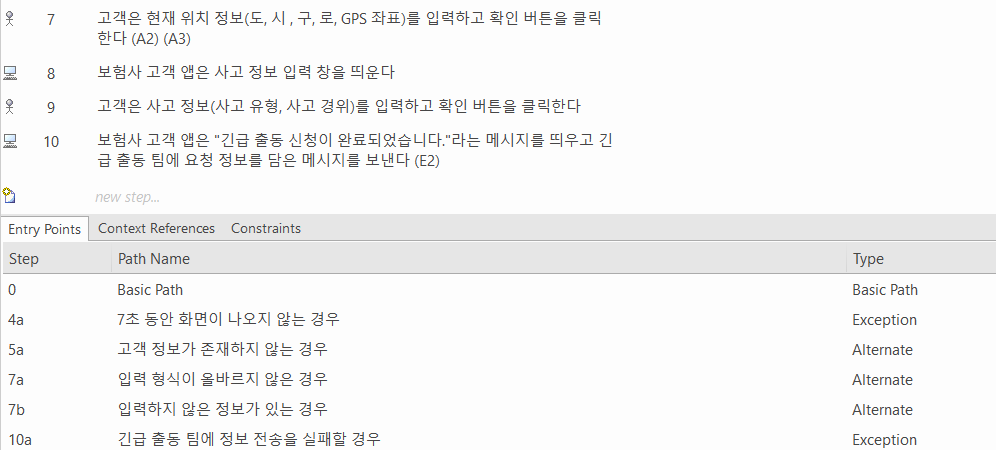 7 고객은 현재 위치 정보(도, 시 , 구, 로, GPS 좌표)를 입력하고 확인 버튼을 클릭
한다 (A2) (A3)
8 보험사 고객 앱은 사고 정보 입력 창을 띄운다
9 고객은 사고 정보(사고 유형, 사고 경위)를 입력하고 확인 버튼을 클릭한다
10 보험사 고객 앱은 "긴급 출동 신청이 완료되었습니다."라는 메시지를 띄우고 긴
급 출동 팀에 요청 정보를 담은 메시지를 보낸다 (E2)
new step...
Entry Points Context References Constraints
Step Path Name Type
0 Basic Path Basic Path
4a 7초 동안 화면이 나오지 않는 경우 Exception
5a 고객 정보가 존재하지 않는 경우 Alternate
7a 입력 형식이 올바르지 않은 경우 Alternate
7b 입력하지 않은 정보가 있는 경우 Alternate
10a 긴급 출동 팀에 정보 전송을 실패할 경우 Exception